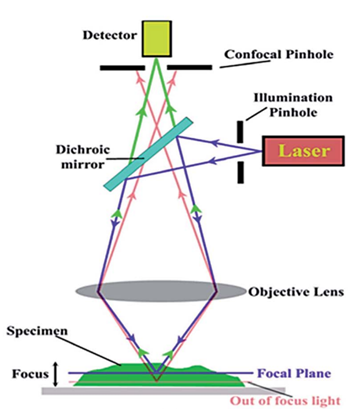 Detector
Confocal Pinhole
Illumination
Pinhole
Laser
Dichroic
mirror
Objective Lens
Specimen
Focus
Focal Plane
Out of focus light